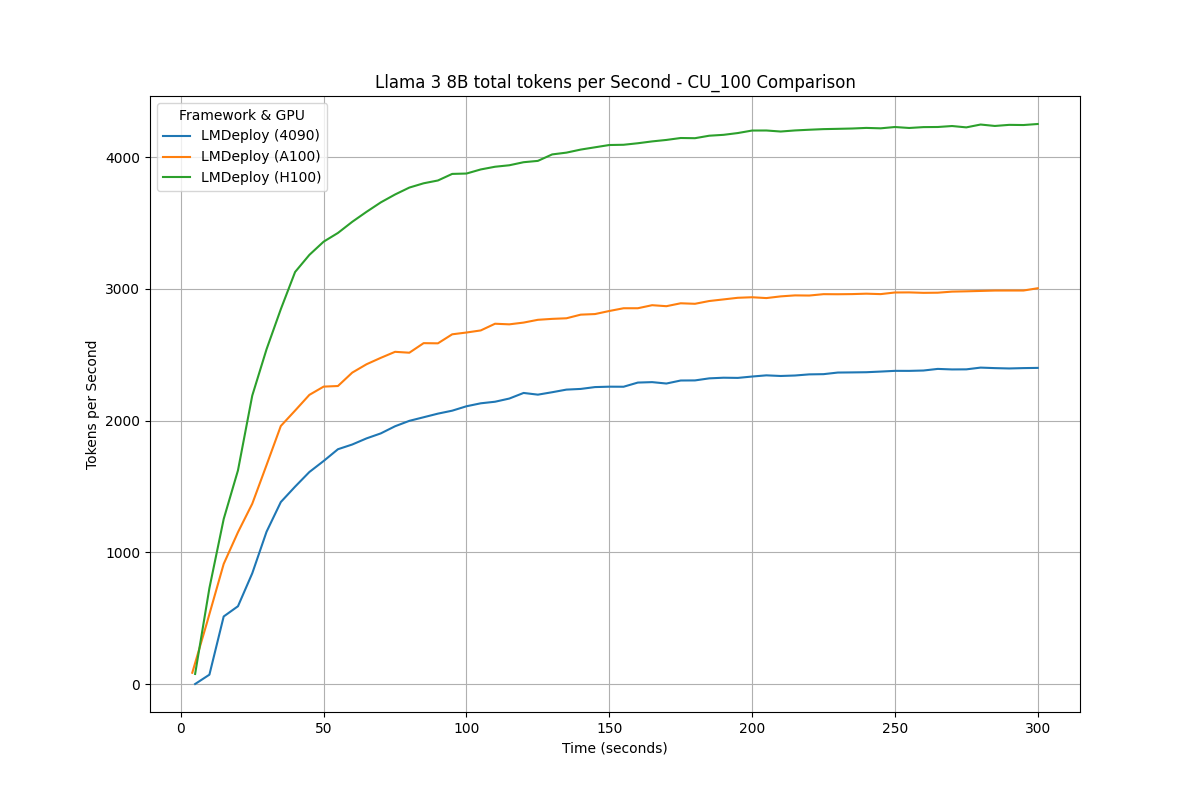 Llama 3 8B total tokens per Second - CU_100 Comparison
Framework & GPU
LMDeploy (4090)
LMDeploy (A100)
LMDeploy (H100)
Tokens per Second
4000
3000
2000
1000
0
0 50 100 150 200 250 300
Time (seconds)